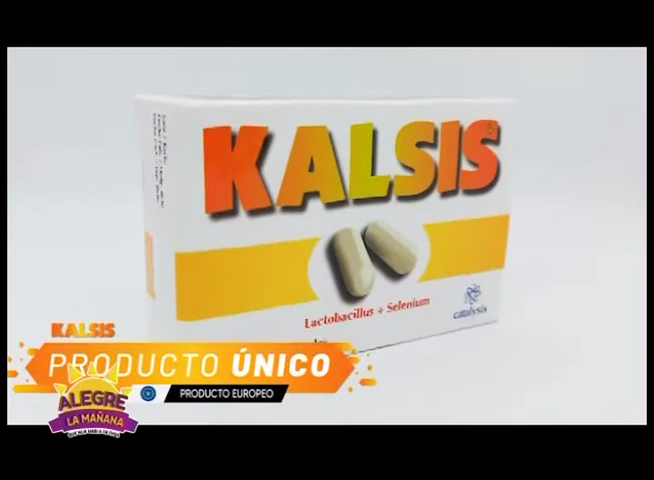 KALSIS®
Lactobacillus + Selenium
catalysis
KALSIS
PRODUCTO ÚNICO
PRODUCTO EUROPEO
ALEGRE
LA MAÑANA